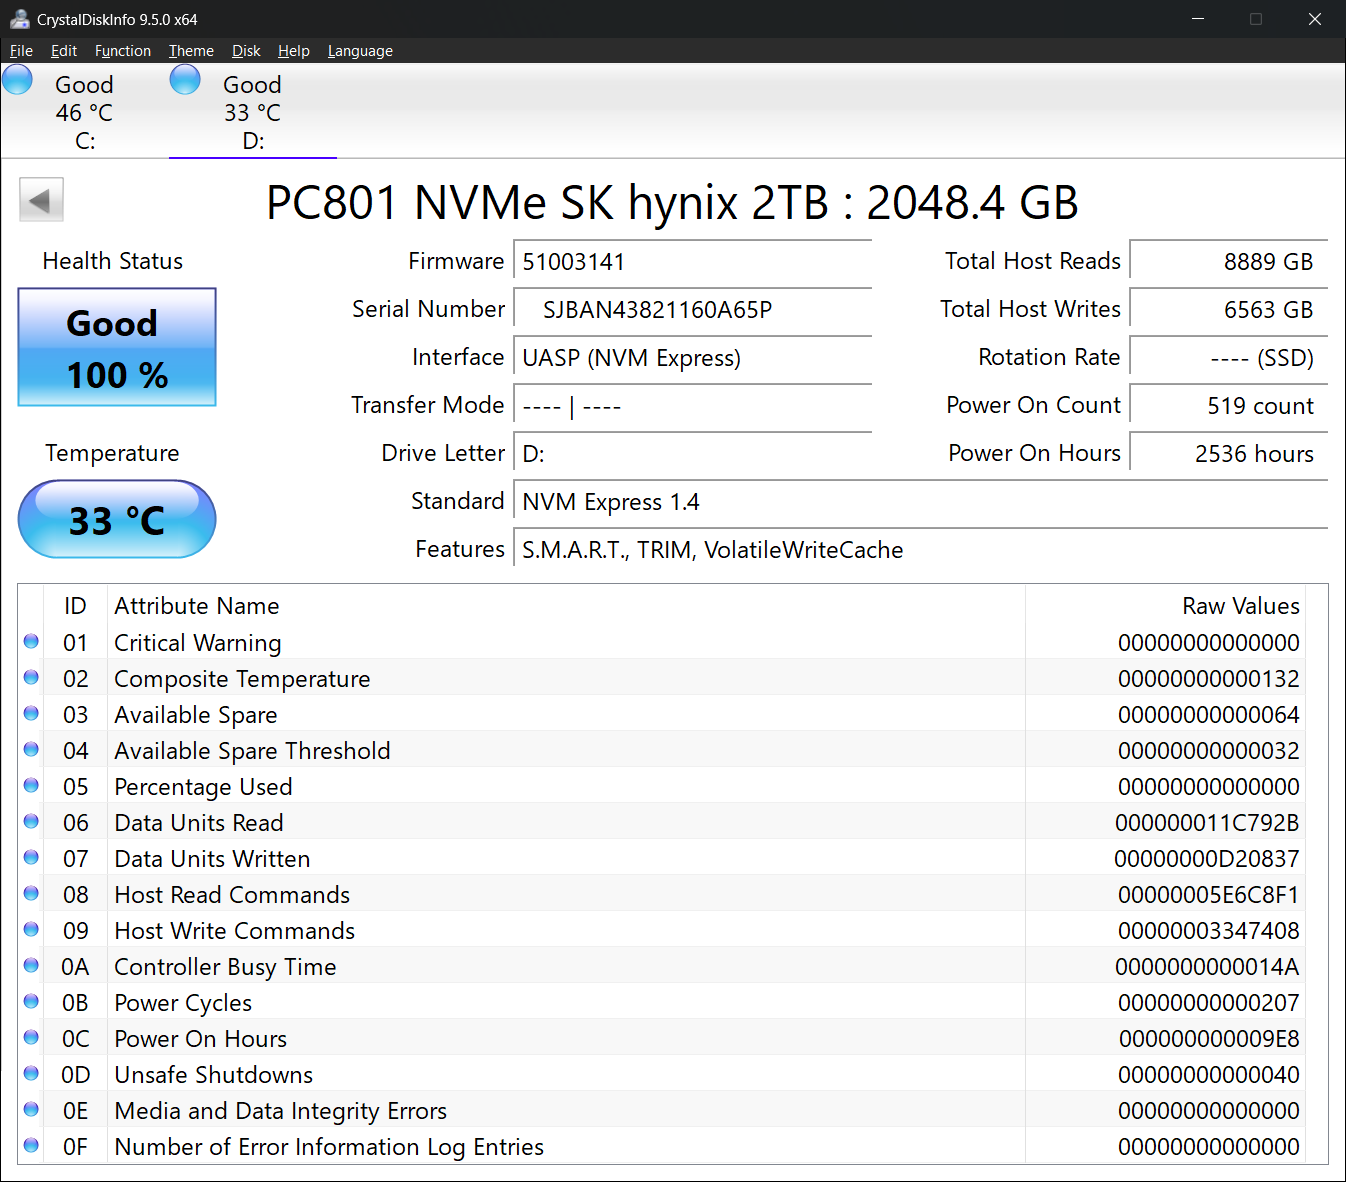 CrystalDiskInfo 9.5.0 x64
File Edit Function Theme Disk Help Language
Good Good
46 °C 33 °C
C: D:
PC801 NVMe SK hynix 2TB : 2048.4 GB
Health Status
Good
100 %
Temperature
33 °C
Firmware 51003141
Serial Number SJBAN43821160A65P
Interface UASP (NVM Express)
Transfer Mode ---- | ----
Drive Letter D:
Standard NVM Express 1.4
Features S.M.A.R.T., TRIM, VolatileWriteCache
Total Host Reads 8889 GB
Total Host Writes 6563 GB
Rotation Rate ---- (SSD)
Power On Count 519 count
Power On Hours 2536 hours
ID Attribute Name Raw Values
01 Critical Warning 00000000000000
02 Composite Temperature 00000000000132
03 Available Spare 00000000000064
04 Available Spare Threshold 00000000000032
05 Percentage Used 00000000000000
06 Data Units Read 000000011C792B
07 Data Units Written 00000000D20837
08 Host Read Commands 00000005E6C8F1
09 Host Write Commands 00000003347408
0A Controller Busy Time 0000000000014A
0B Power Cycles 00000000000207
0C Power On Hours 000000000009E8
0D Unsafe Shutdowns 00000000000040
0E Media and Data Integrity Errors 00000000000000
0F Number of Error Information Log Entries 00000000000000